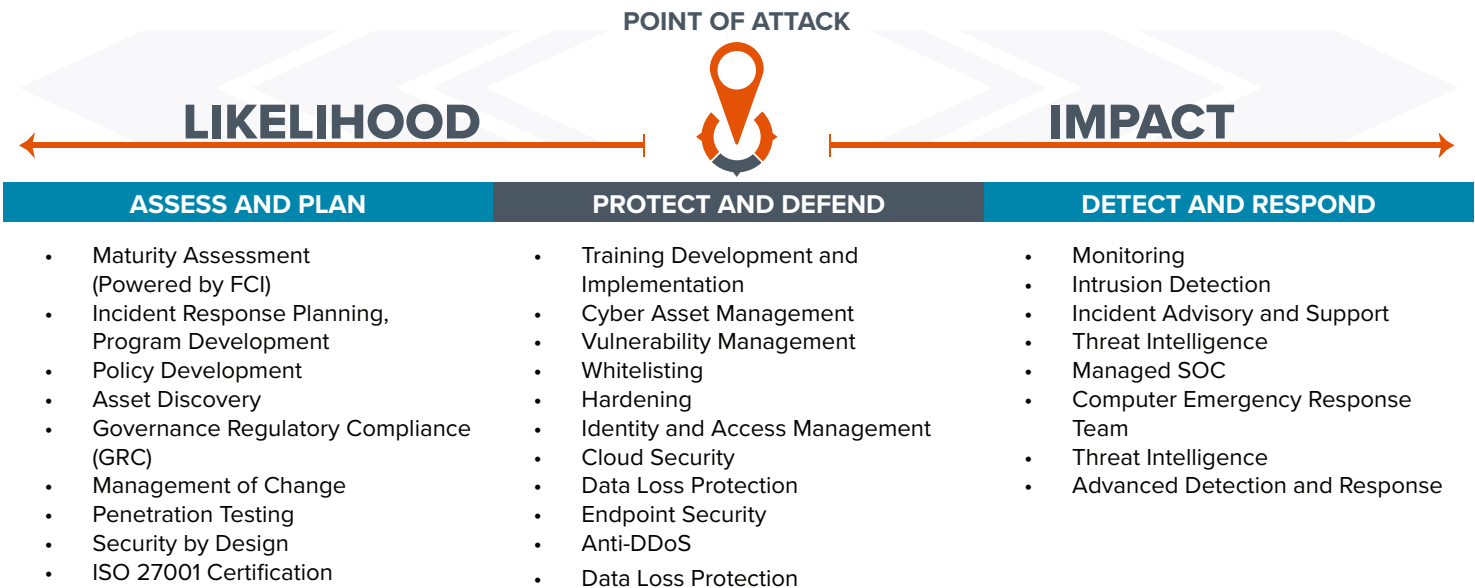 POINT OF ATTACK
LIKELIHOOD
IMPACT
ASSESS AND PLAN
• Maturity Assessment
(Powered by FCI)
• Incident Response Planning,
Program Development
• Policy Development
• Asset Discovery
• Governance Regulatory Compliance
(GRC)
• Management of Change
• Penetration Testing
• Security by Design
• ISO 27001 Certification
PROTECT AND DEFEND
• Training Development and
Implementation
• Cyber Asset Management
• Vulnerability Management
• Whitelisting
• Hardening
• Identity and Access Management
• Cloud Security
• Data Loss Protection
• Endpoint Security
• Anti-DDoS
• Data Loss Protection
DETECT AND RESPOND
• Monitoring
• Intrusion Detection
• Incident Advisory and Support
• Threat Intelligence
• Managed SOC
• Computer Emergency Response
Team
• Threat Intelligence
• Advanced Detection and Response